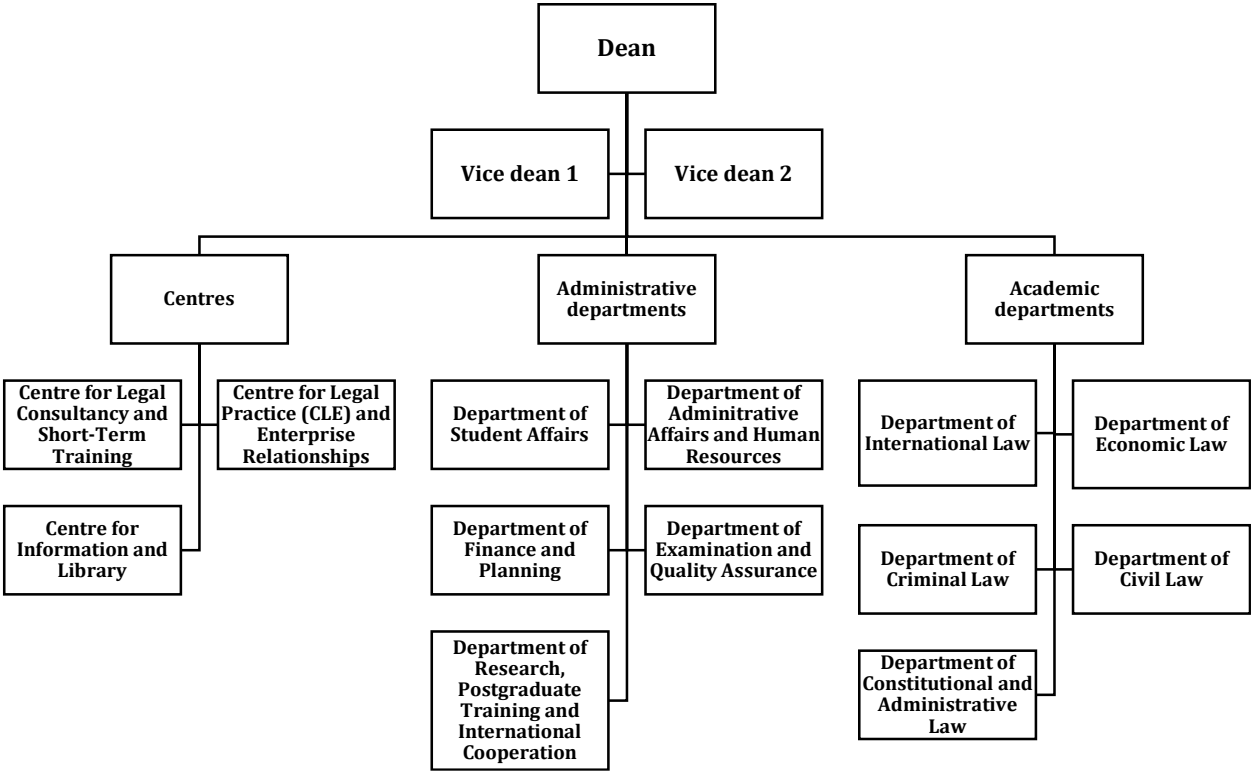 Dean
Vice dean 1
Vice dean 2
Centres
Administrative
departments
Academic
departments
Centre for Legal
Consultancy and
Short-Term
Training
Centre for Legal
Practice (CLE) and
Enterprise
Relationships
Centre for
Information and
Library
Department of
Student Affairs
Department of
Adminitrative
Affairs and Human
Resources
Department of
Finance and
Planning
Department of
Examination and
Quality Assurance
Department of
Research,
Postgraduate
Training and
International
Cooperation
Department of
International Law
Department of
Economic Law
Department of
Criminal Law
Department of
Civil Law
Department of
Constitutional and
Administrative
Law